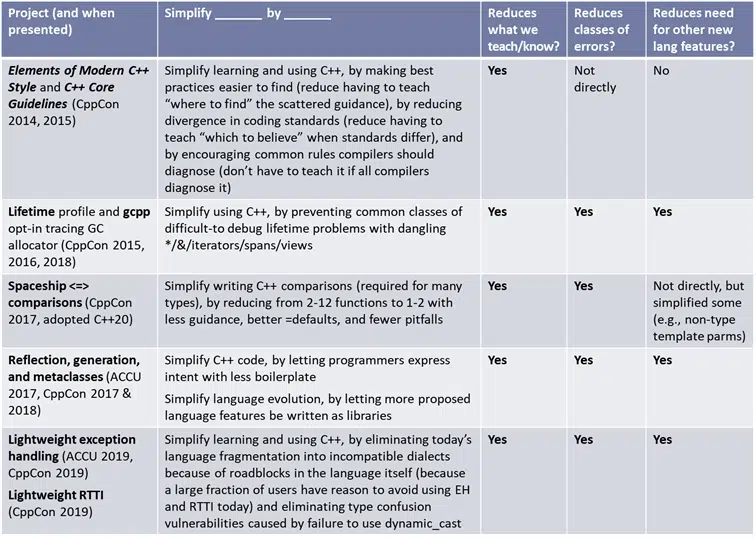 Project (and when
presented)
Simplify ______ by ______
Reduces
what we
teach/know?
Reduces
classes of
errors?
Reduces need
for other new
lang features?
Elements of Modern C++
Style and C++ Core
Guidelines (CppCon
2014, 2015)
Simplify learning and using C++, by making best
practices easier to find (reduce having to teach
“where to find” the scattered guidance), by reducing
divergence in coding standards (reduce having to
teach “which to believe” when standards differ), and
by encouraging common rules compilers should
diagnose (don’t have to teach it if all compilers
diagnose it)
Yes
Not
directly
No
Lifetime profile and gcpp
opt-in tracing GC
allocator (CppCon 2015,
2016, 2018)
Simplify using C++, by preventing common classes of
difficult-to debug lifetime problems with dangling
*/&/iterators/spans/views
Yes
Yes
Yes
Spaceship <=>
comparisons (CppCon
2017, adopted C++20)
Simplify writing C++ comparisons (required for many
types), by reducing from 2-12 functions to 1-2 with
less guidance, better =defaults, and fewer pitfalls
Yes
Yes
Not directly, but
simplified some
(e.g., non-type
template parms)
Reflection, generation,
and metaclasses (ACCU
2017, CppCon 2017 &
2018)
Simplify C++ code, by letting programmers express
intent with less boilerplate
Simplify language evolution, by letting more proposed
language features be written as libraries
Yes
Yes
Yes
Lightweight exception
handling (ACCU 2019,
CppCon 2019)
Lightweight RTTI
(CppCon 2019)
Simplify learning and using C++, by eliminating today’s
language fragmentation into incompatible dialects
because of roadblocks in the language itself (because
a large fraction of users have reason to avoid using EH
and RTTI today) and eliminating type confusion
vulnerabilities caused by failure to use dynamic_cast
Yes
Yes
Yes